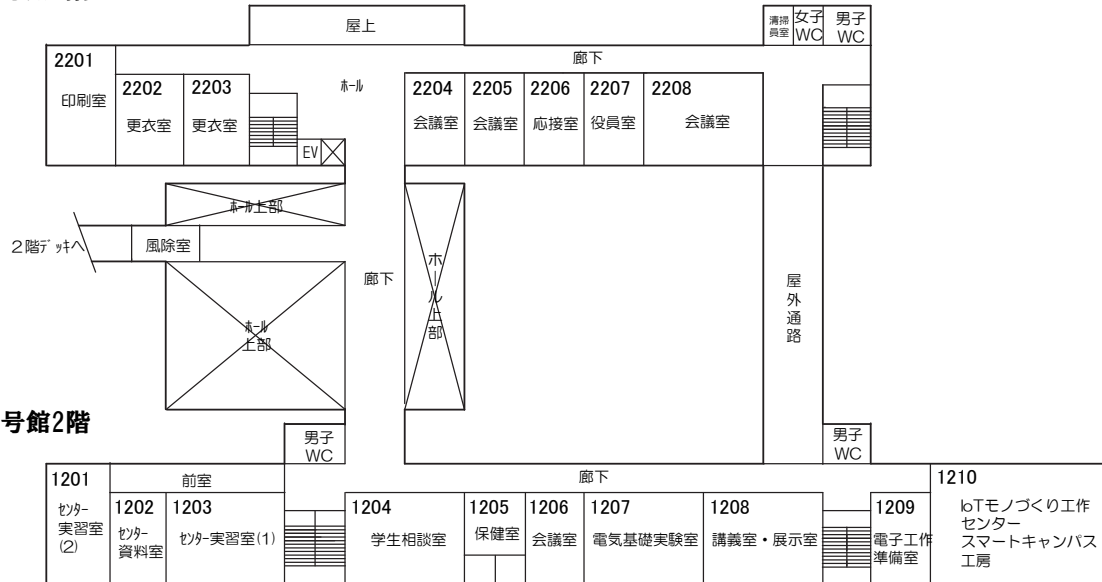 屋上
清掃
員室
女子
WC
男子
WC
廊下
2201
印刷室
2202
更衣室
2203
更衣室
ホール
EV
2204
会議室
2205
会議室
2206
応接室
2207
役員室
2208
会議室
ホール上部
2階デッキへ
風除室
ホール
上部
廊下
ホール上部
屋外通路
号館2階
男子
WC
男子
WC
廊下
1201
センター
実習室
(2)
前室
1202
センター
資料室
1203
センター実習室(1)
1204
学生相談室
1205
保健室
1206
会議室
1207
電気基礎実験室
1208
講義室・展示室
1209
電子工作
準備室
1210
IoTモノづくり工作
センター
スマートキャンパス
工房